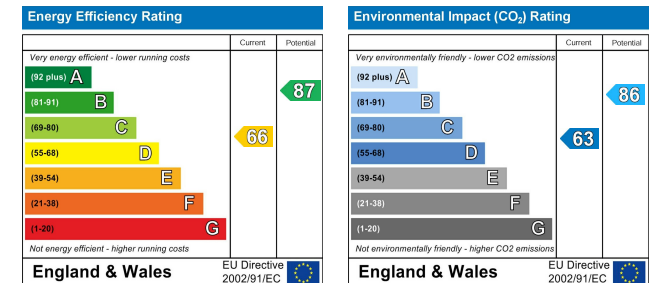 Energy Efficiency Rating
Current Potential
Very energy efficient - lower running costs
(92 plus) A
(81-91) B
(69-80) C
(55-68) D
(39-54) E
(21-38) F
(1-20) G
66
87
Not energy efficient - higher running costs
England & Wales
EU Directive
2002/91/EC
Environmental Impact (CO₂) Rating
Current Potential
Very environmentally friendly - lower CO2 emissions
(92 plus) A
(81-91) B
(69-80) C
(55-68) D
(39-54) E
(21-38) F
(1-20) G
63
86
Not environmentally friendly - higher CO2 emissions
England & Wales
EU Directive
2002/91/EC